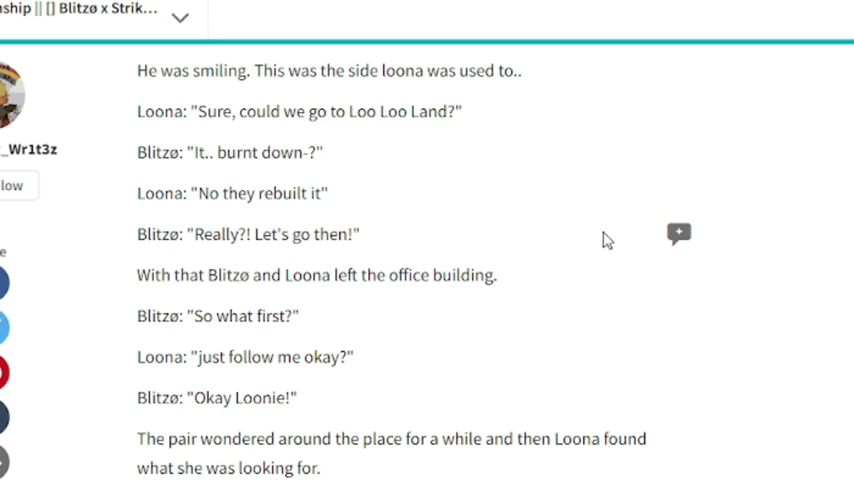 ship || [] Blitzø x Strik...
He was smiling. This was the side loona was used to..
Loona: "Sure, could we go to Loo Loo Land?"
Blitzø: "It.. burnt down-?"
_Wr1t3z
Loona: "No they rebuilt it"
low
Blitzø: "Really?! Let's go then!"
e
With that Blitzø and Loona left the office building.
Blitzø: "So what first?"
Loona: "just follow me okay?"
Blitzø: "Okay Loonie!"
The pair wondered around the place for a while and then Loona found
what she was looking for.